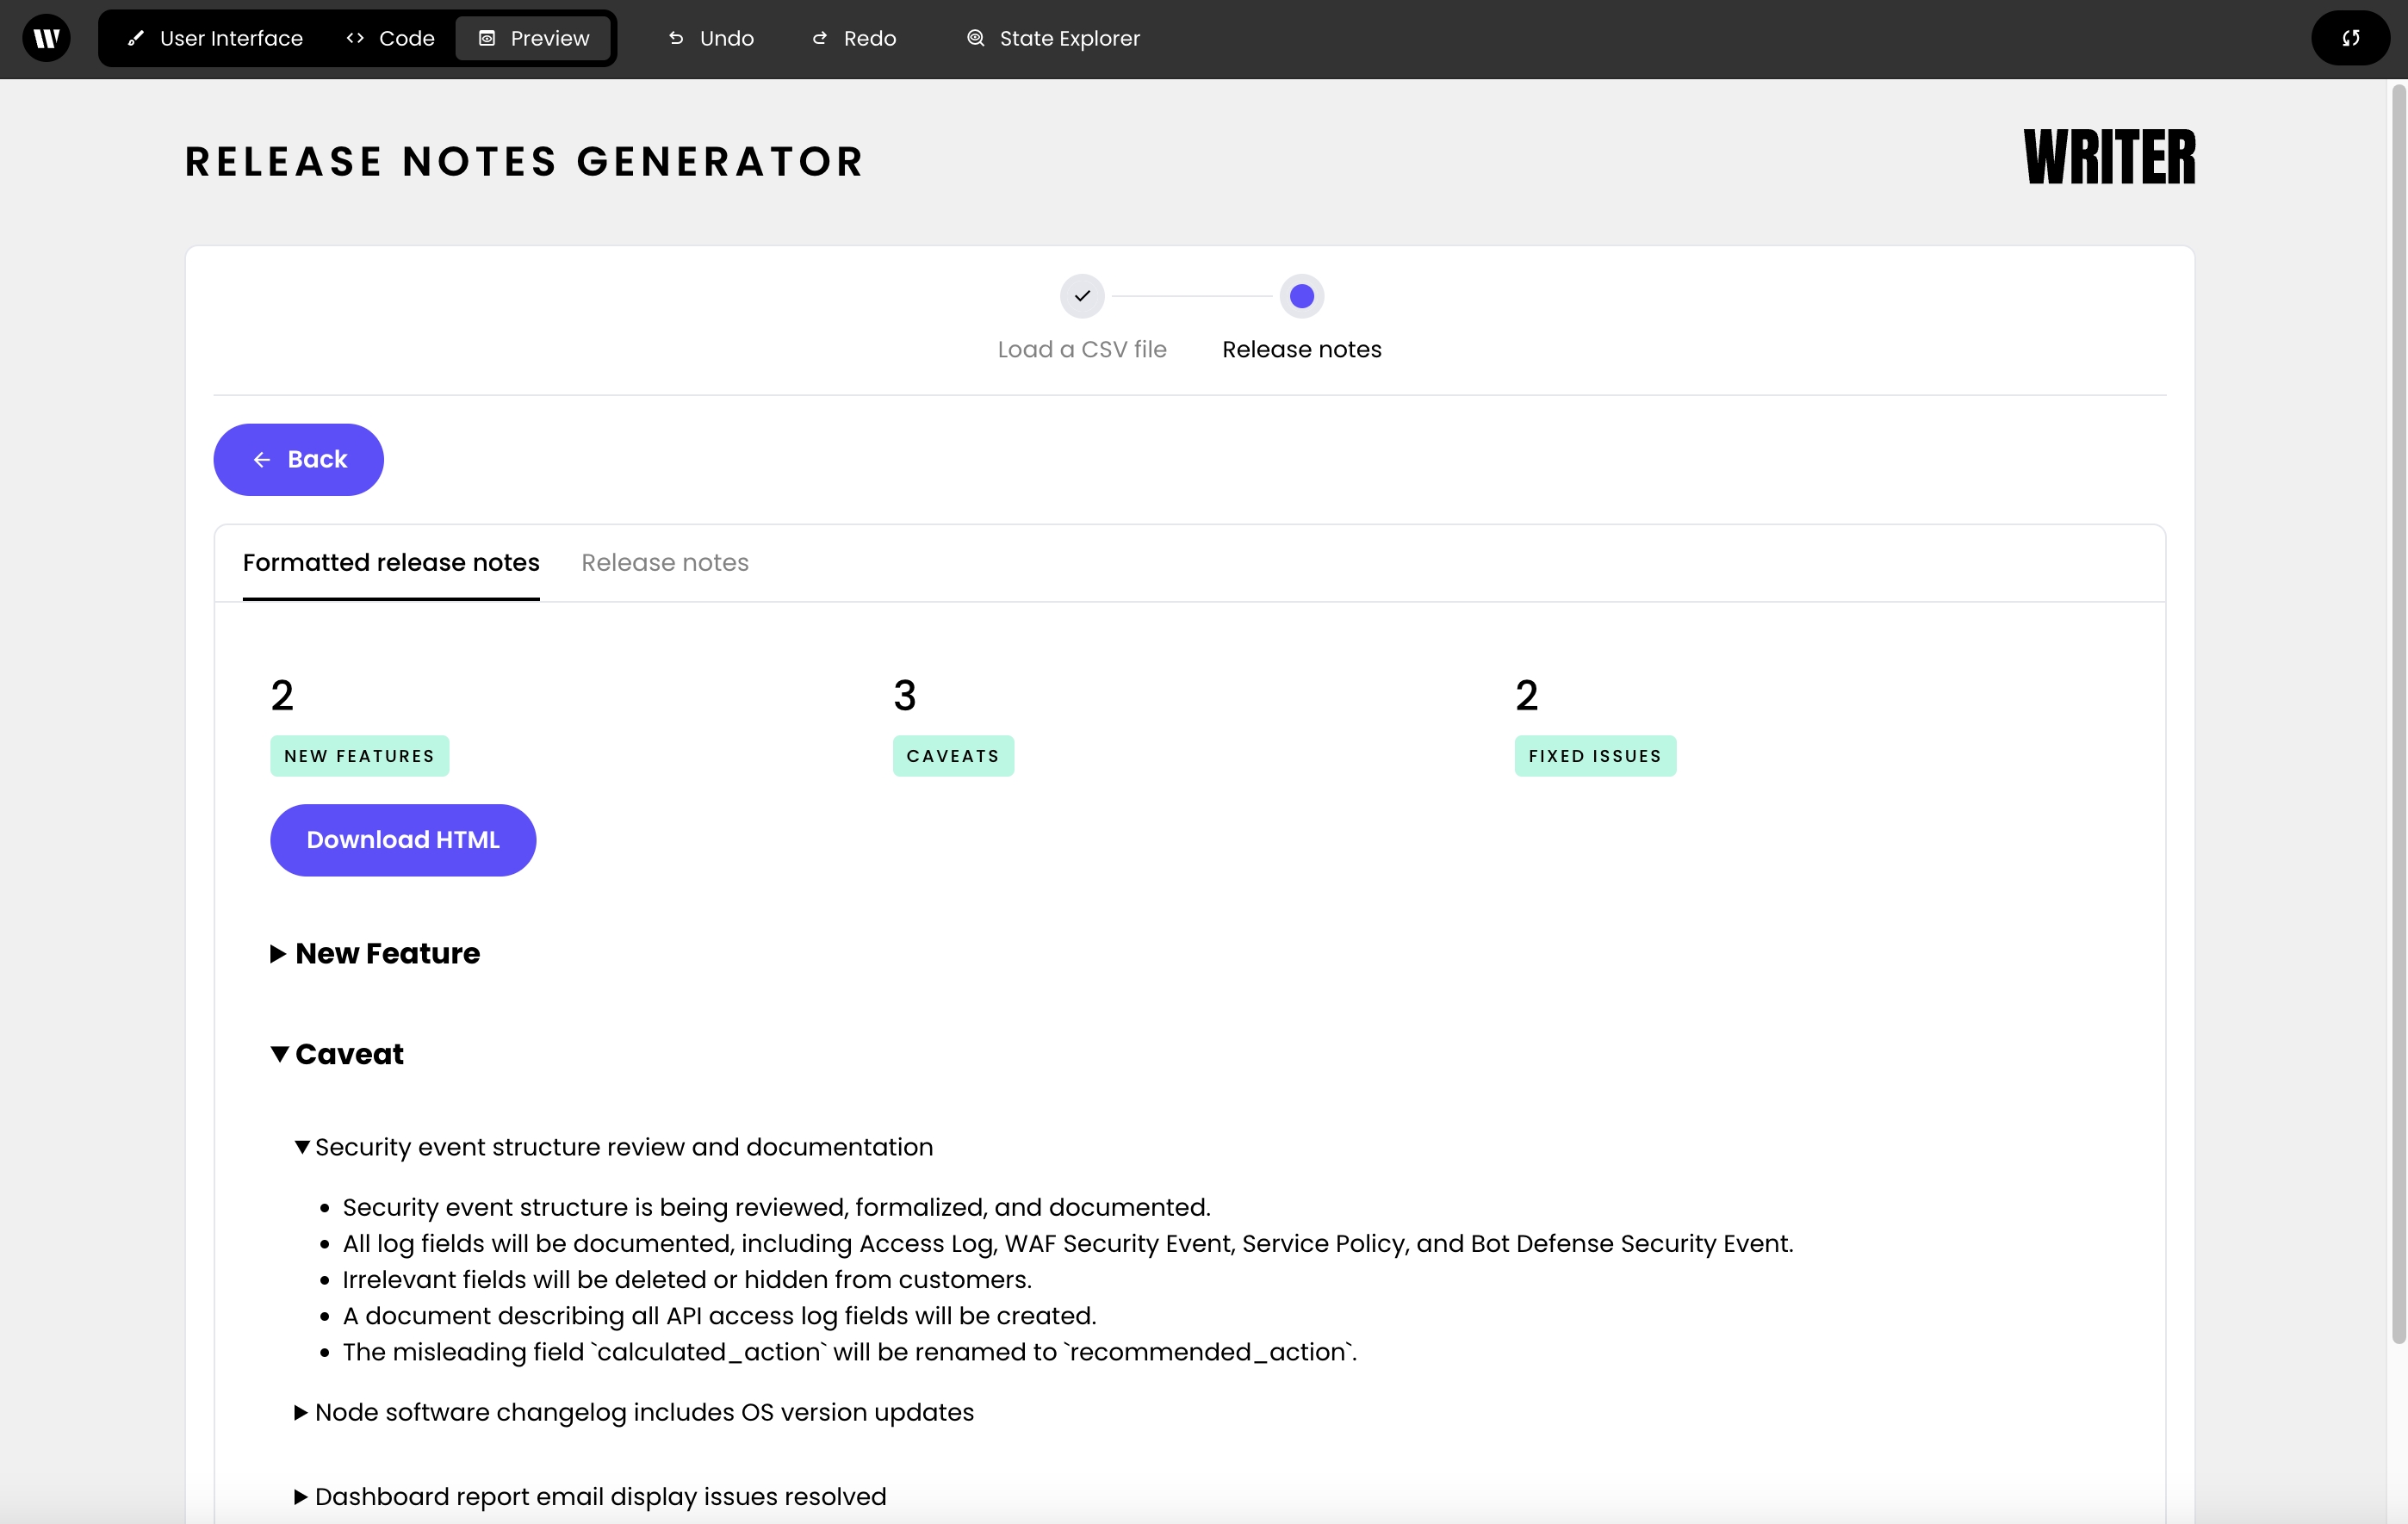 User Interface
Code
Preview
Undo
Redo
State Explorer
RELEASE NOTES GENERATOR
WRITER
Load a CSV file
Release notes
Back
Formatted release notes
Release notes
2
3
2
NEW FEATURES
CAVEATS
FIXED ISSUES
Download HTML
New Feature
Caveat
Security event structure review and documentation
Security event structure is being reviewed, formalized, and documented.
All log fields will be documented, including Access Log, WAF Security Event, Service Policy, and Bot Defense Security Event.
Irrelevant fields will be deleted or hidden from customers.
A document describing all API access log fields will be created.
The misleading field `calculated_action` will be renamed to `recommended_action`.
Node software changelog includes OS version updates
Dashboard report email display issues resolved